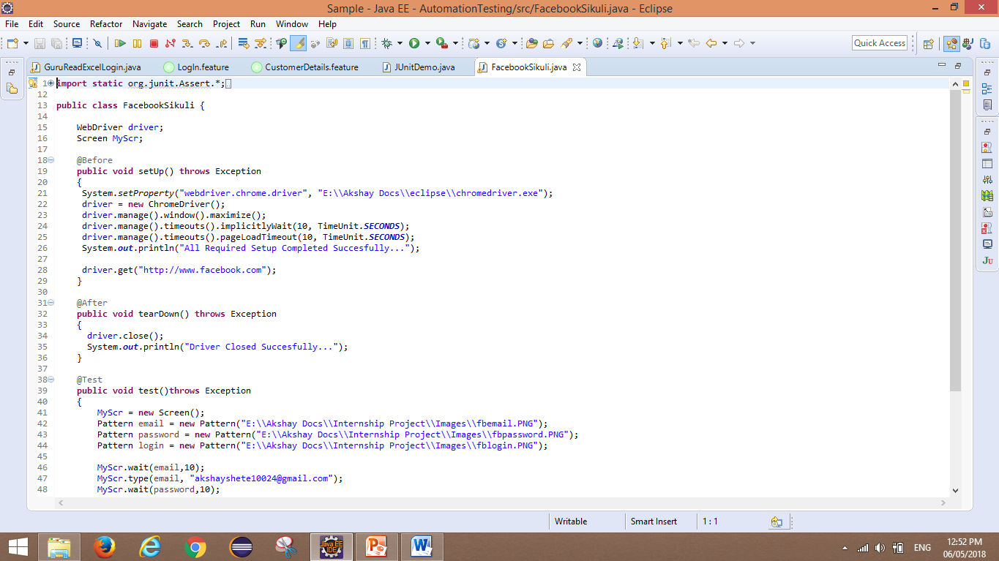 Sample - Java EE - AutomationTesting/src/FacebookSikuli.java - Eclipse
File Edit Source Refactor Navigate Search Project Run Window Help
Quick Access
GuruReadExcelLogin.java LogIn.feature CustomerDetails.feature JUnitDemo.java FacebookSikuli.java
1 import static org.junit.Assert.*;
12
13 public class FacebookSikuli {
14
15 WebDriver driver;
16 Screen MyScr;
17
18 @Before
19 public void setUp() throws Exception
20 {
21 System.setProperty("webdriver.chrome.driver", "E:\\Akshay Docs\\eclipse\\chromedriver.exe");
22 driver = new ChromeDriver();
23 driver.manage().window().maximize();
24 driver.manage().timeouts().implicitlyWait(10, TimeUnit.SECONDS);
25 driver.manage().timeouts().pageLoadTimeout(10, TimeUnit.SECONDS);
26 System.out.println("All Required Setup Completed Succesfully...");
27
28 driver.get("http://www.facebook.com");
29 }
30
31 @After
32 public void tearDown() throws Exception
33 {
34 driver.close();
35 System.out.println("Driver Closed Succesfully...");
36 }
37
38 @Test
39 public void test()throws Exception
40 {
41 MyScr = new Screen();
42 Pattern email = new Pattern("E:\\Akshay Docs\\Internship Project\\Images\\fbemail.PNG");
43 Pattern password = new Pattern("E:\\Akshay Docs\\Internship Project\\Images\\fbpassword.PNG");
44 Pattern login = new Pattern("E:\\Akshay Docs\\Internship Project\\Images\\fblogin.PNG");
45
46 MyScr.wait(email,10);
47 MyScr.type(email, "akshayshete10024@gmail.com");
48 MyScr.wait(password,10);
Writable Smart Insert 1 : 1
Java EE IDE
ENG 12:52 PM
06/05/2018